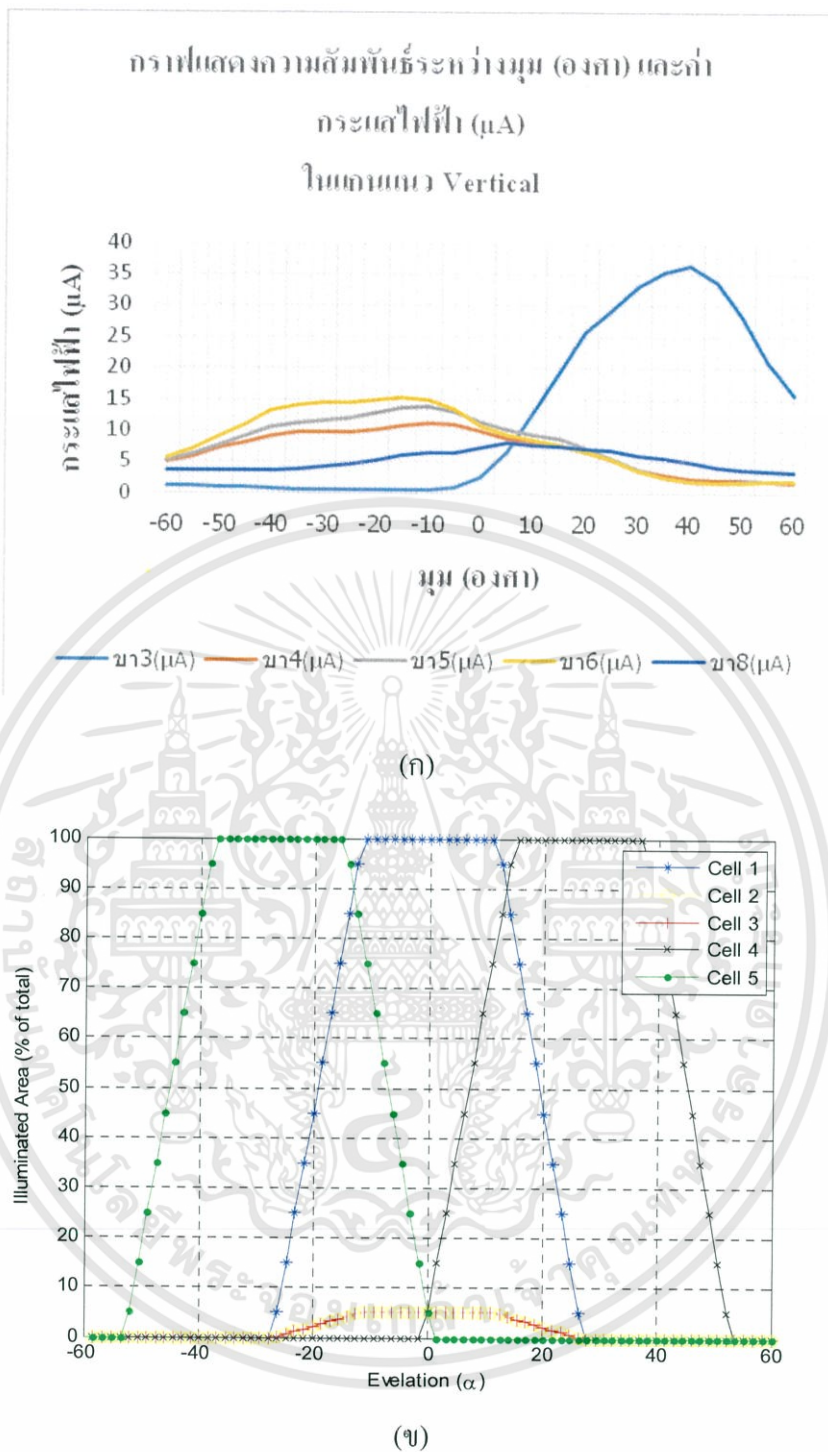 กราฟแสดงความสัมพันธ์ระหว่างมุม (องศา) และค่า
กระแสไฟฟ้า (µA)
ในแกนแนว Vertical
กระแสไฟฟ้า (µA)
40
35
30
25
20
15
10
5
0
-60 -50 -40 -30 -20 -10 0 10 20 30 40 50 60
มุม (องศา)
ขา3(µA) ขา4(µA) ขา5(µA) ขา6(µA) ขา8(µA)
(ก)
Illuminated Area (% of total)
100
90
80
70
60
50
40
30
20
10
0
-60 -40 -20 0 20 40 60
Cell 1
Cell 2
Cell 3
Cell 4
Cell 5
Evelation (α)
(ข)